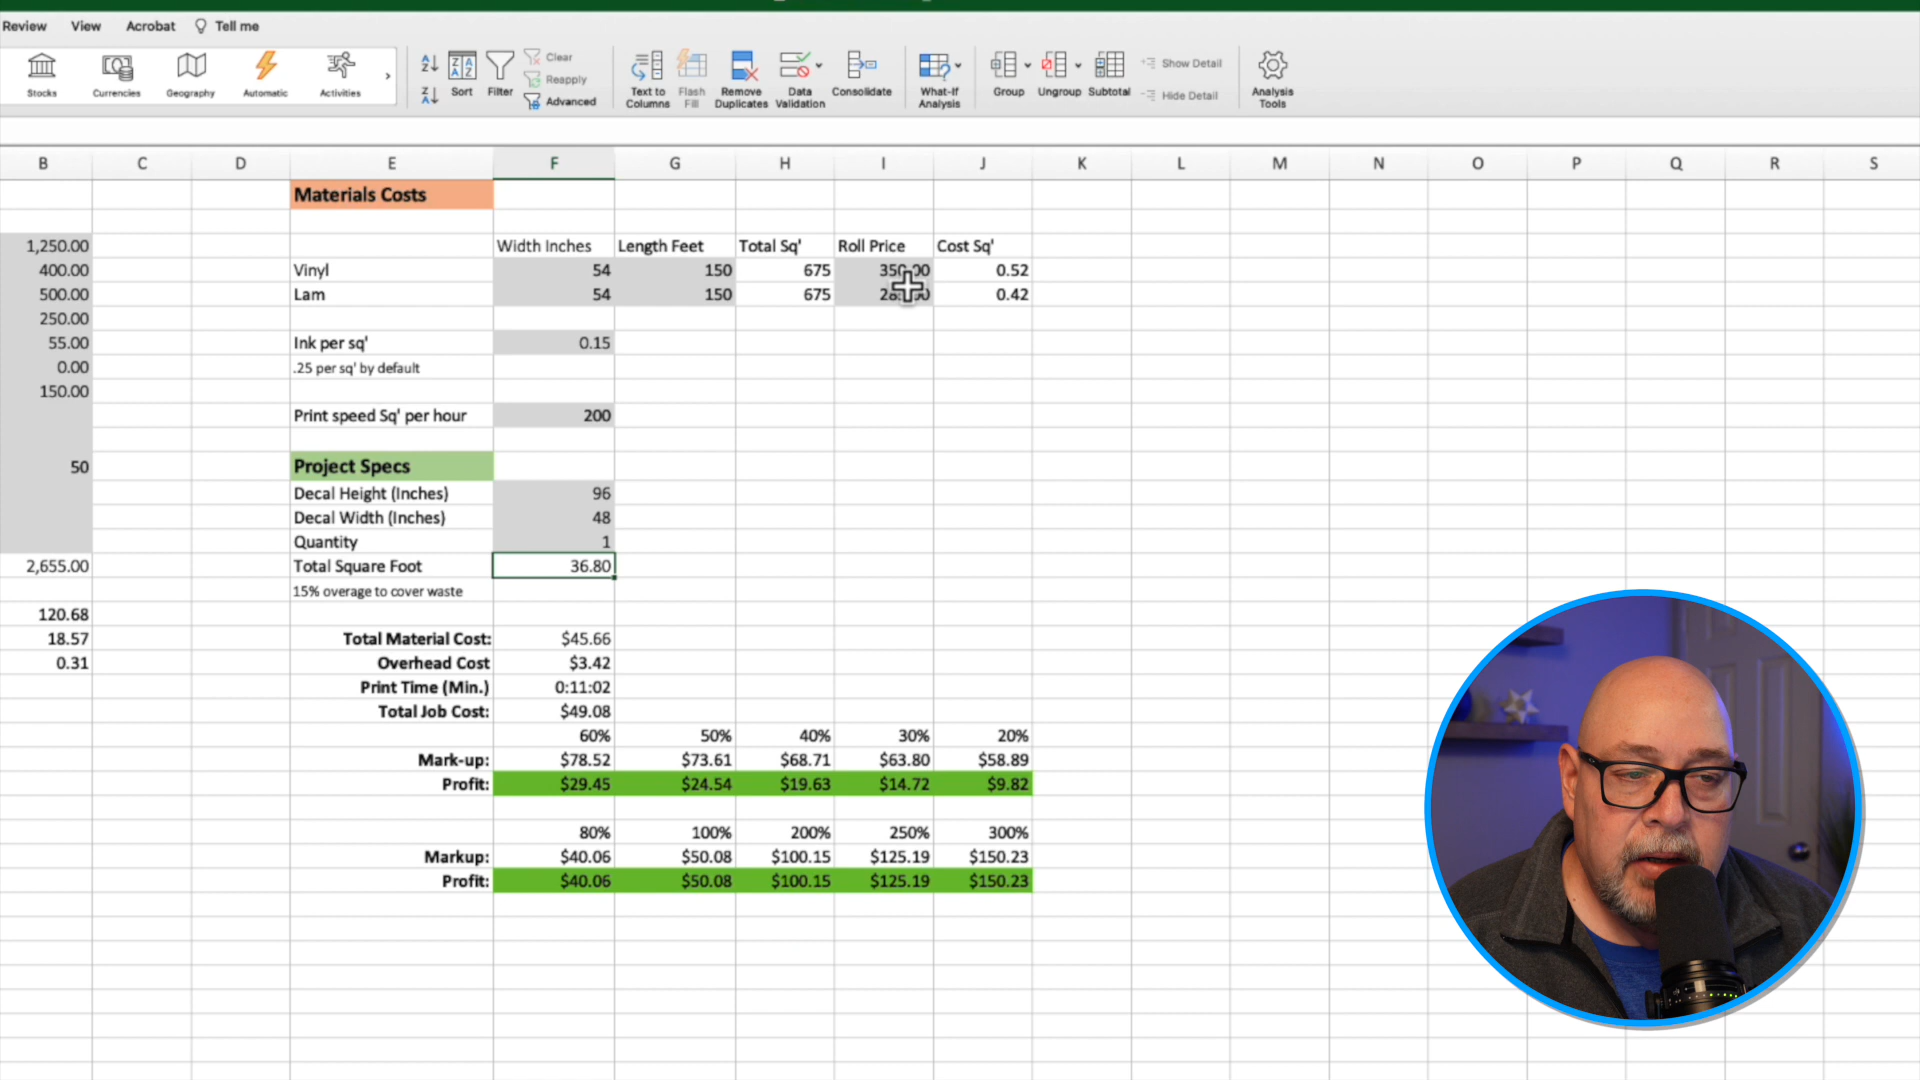 Review View Acrobat Tell me
Stocks Currencies Geography Automatic Activities Sort Filter Clear Reapply Advanced Text to Columns Flash Fill Remove Duplicates Data Validation Consolidate What-If Analysis Group Ungroup Subtotal Show Detail Hide Detail Analysis Tools
B C D E F G H I J K L M N O P Q R S
Materials Costs
1,250.00 Width Inches Length Feet Total Sq' Roll Price Cost Sq'
400.00 Vinyl 54 150 675 350.00 0.52
500.00 Lam 54 150 675 0.42
250.00
55.00 Ink per sq' 0.15
0.00 .25 per sq' by default
150.00
Print speed Sq' per hour 200
50 Project Specs
Decal Height (Inches) 96
Decal Width (Inches) 48
Quantity 1
2,655.00 Total Square Foot 36.80
15% overage to cover waste
120.68
18.57 Total Material Cost: $45.66
0.31 Overhead Cost $3.42
Print Time (Min.) 0:11:02
Total Job Cost: $49.08
60% 50% 40% 30% 20%
Mark-up: $78.52 $73.61 $68.71 $63.80 $58.89
Profit: $29.45 $24.54 $19.63 $14.72 $9.82
80% 100% 200% 250% 300%
Markup: $40.06 $50.08 $100.15 $125.19 $150.23
Profit: $40.06 $50.08 $100.15 $125.19 $150.23